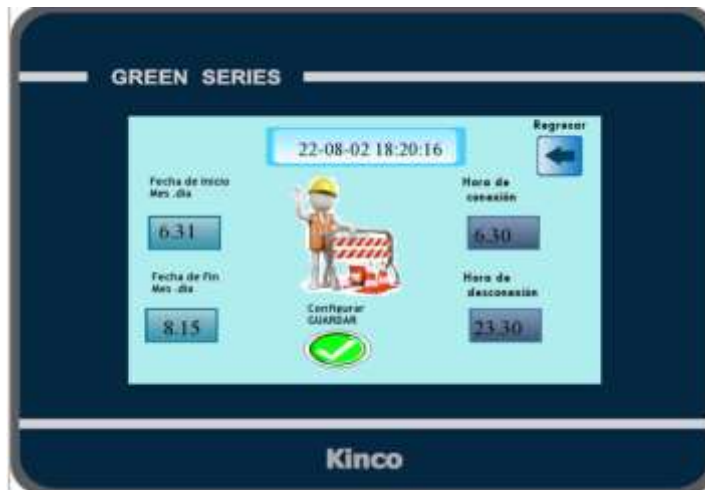 GREEN SERIES
Regresar
22-08-02 18:20:16
Fecha de Inicio
Mes .dia
6.31
Hora de
conexión
6.30
Fecha de Fin
Mes .dia
8.15
Configurar
GUARDAR
Hora de
desconexión
23.30
Kinco